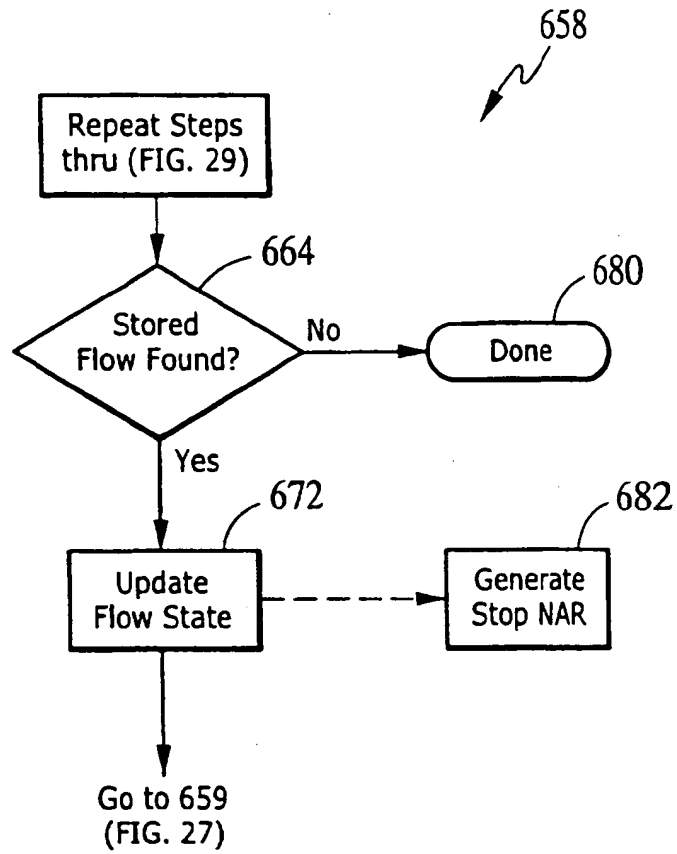 658
Repeat Steps
thru (FIG. 29)
664
Stored
Flow Found?
No
680
Done
Yes
672
Update
Flow State
682
Generate
Stop NAR
Go to 659
(FIG. 27)